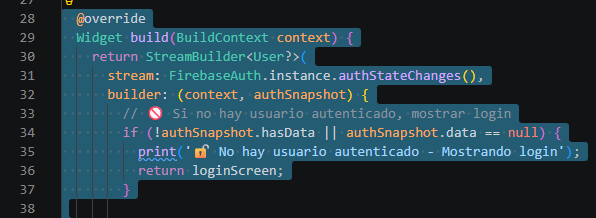 28 @override
29 Widget build(BuildContext context) {
30 return StreamBuilder<User?>(
31 stream: FirebaseAuth.instance.authStateChanges(),
32 builder: (context, authSnapshot) {
33 // 🚫 Si no hay usuario autenticado, mostrar login
34 if (!authSnapshot.hasData || authSnapshot.data == null) {
35 print('🔓 No hay usuario autenticado - Mostrando login');
36 return loginScreen;
37 }
38